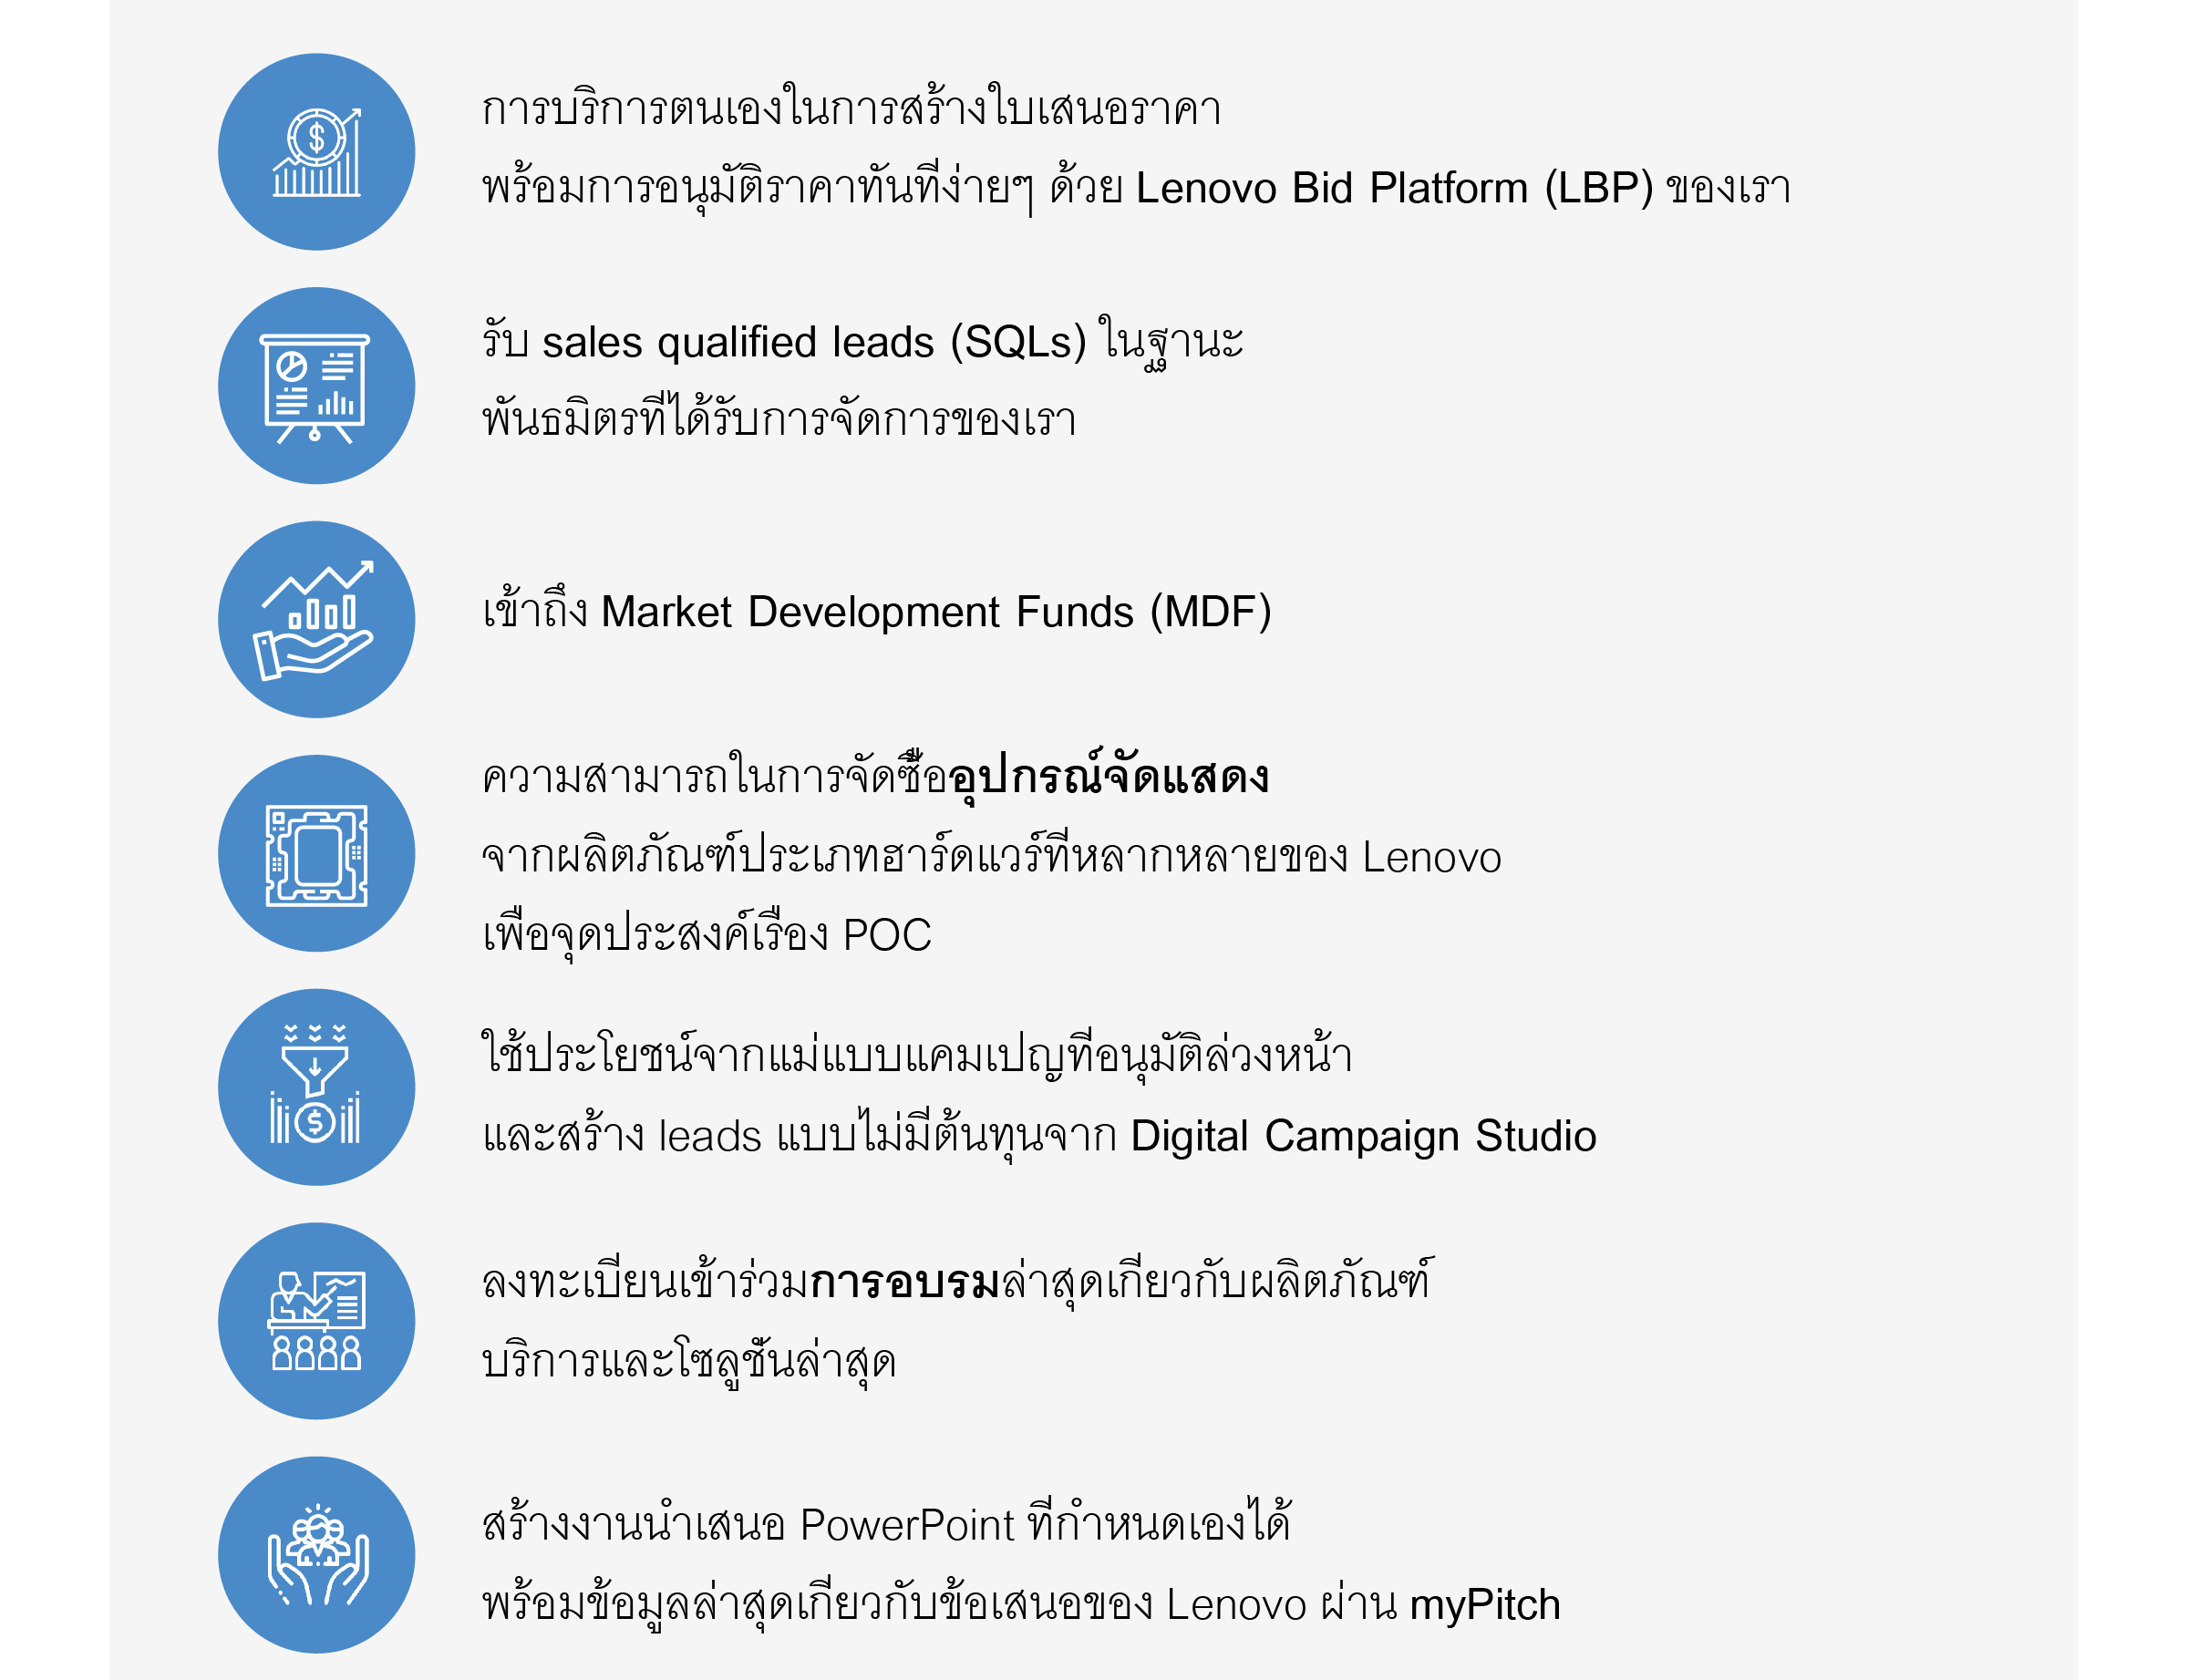 การบริการตนเองในการสร้างใบเสนอราคา
พร้อมการอนุมัติราคาทันทีง่ายๆ ด้วย Lenovo Bid Platform (LBP) ของเรา
รับ sales qualified leads (SQLs) ในฐานะ
พันธมิตรที่ได้รับการจัดการของเรา
เข้าถึง Market Development Funds (MDF)
ความสามารถในการจัดซื้ออุปกรณ์จัดแสดง
จากผลิตภัณฑ์ประเภทฮาร์ดแวร์ที่หลากหลายของ Lenovo
เพื่อจุดประสงค์เรื่อง POC
ใช้ประโยชน์จากแม่แบบแคมเปญที่อนุมัติล่วงหน้า
และสร้าง leads แบบไม่มีต้นทุนจาก Digital Campaign Studio
ลงทะเบียนเข้าร่วมการอบรมล่าสุดเกี่ยวกับผลิตภัณฑ์
บริการและโซลูชั่นล่าสุด
สร้างงานนำเสนอ PowerPoint ที่กำหนดเองได้
พร้อมข้อมูลล่าสุดเกี่ยวกับข้อเสนอของ Lenovo ผ่าน myPitch